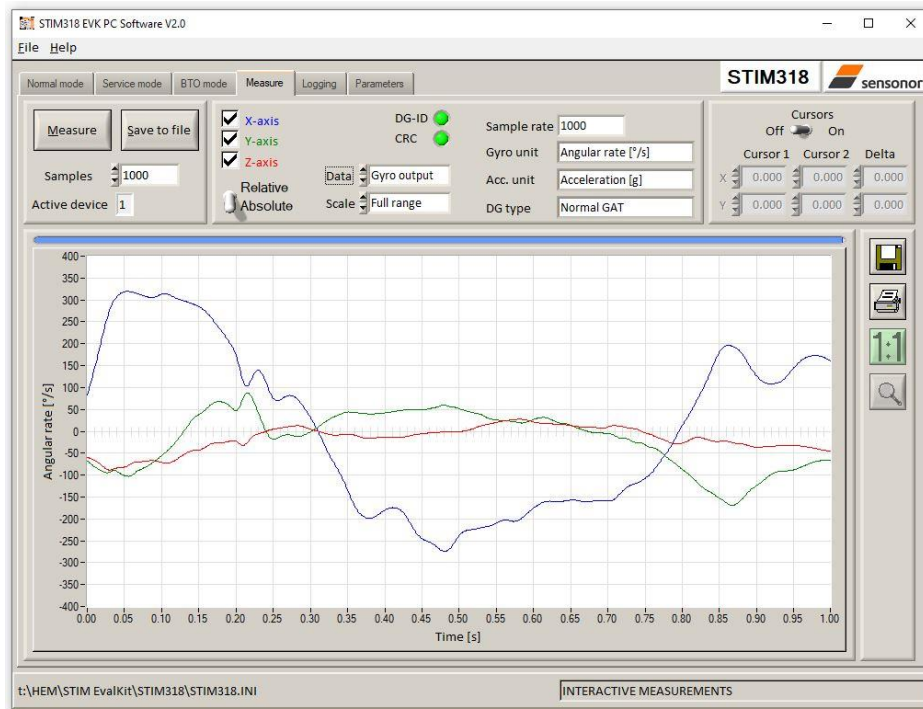 STIM318 EVK PC Software V2.0
File Help
Normal mode Service mode BTO mode Measure Logging Parameters
STIM318 sensonor
Measure Save to file
Samples 1000
Active device 1
X-axis
Y-axis
Z-axis
Relative
Absolute
DG-ID
CRC
Data Gyro output
Scale Full range
Sample rate 1000
Gyro unit Angular rate [°/s]
Acc. unit Acceleration [g]
DG type Normal GAT
Cursors
Off On
Cursor 1 Cursor 2 Delta
X 0.000 0.000 0.000
Y 0.000 0.000 0.000
1:1
Angular rate [°/s]
400
350
300
250
200
150
100
50
0
-50
-100
-150
-200
-250
-300
-350
-400
0.00 0.05 0.10 0.15 0.20 0.25 0.30 0.35 0.40 0.45 0.50 0.55 0.60 0.65 0.70 0.75 0.80 0.85 0.90 0.95 1.00
Time [s]
t:\HEM\STIM EvalKit\STIM318\STIM318.INI
INTERACTIVE MEASUREMENTS